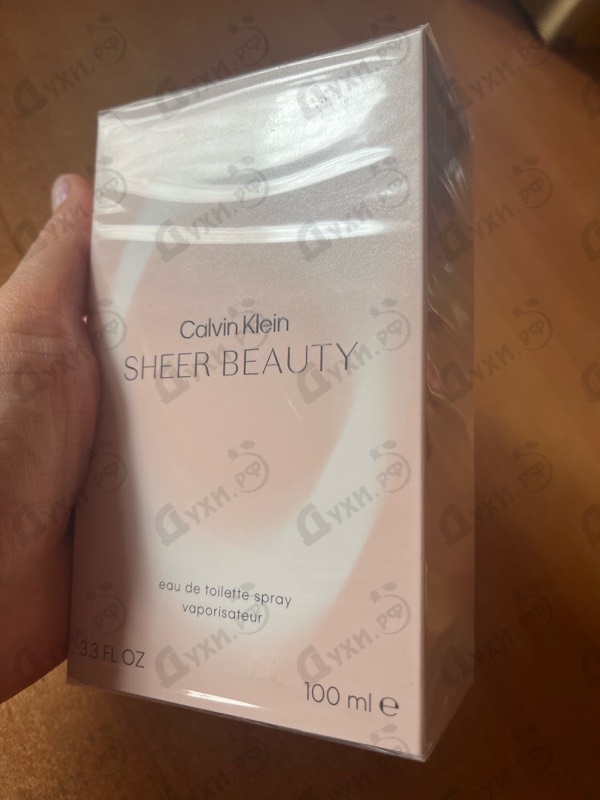 Calvin Klein
SHEER BEAUTY
eau de toilette spray
vaporisateur
3.3 FL OZ
100 ml e
Духи.РФ